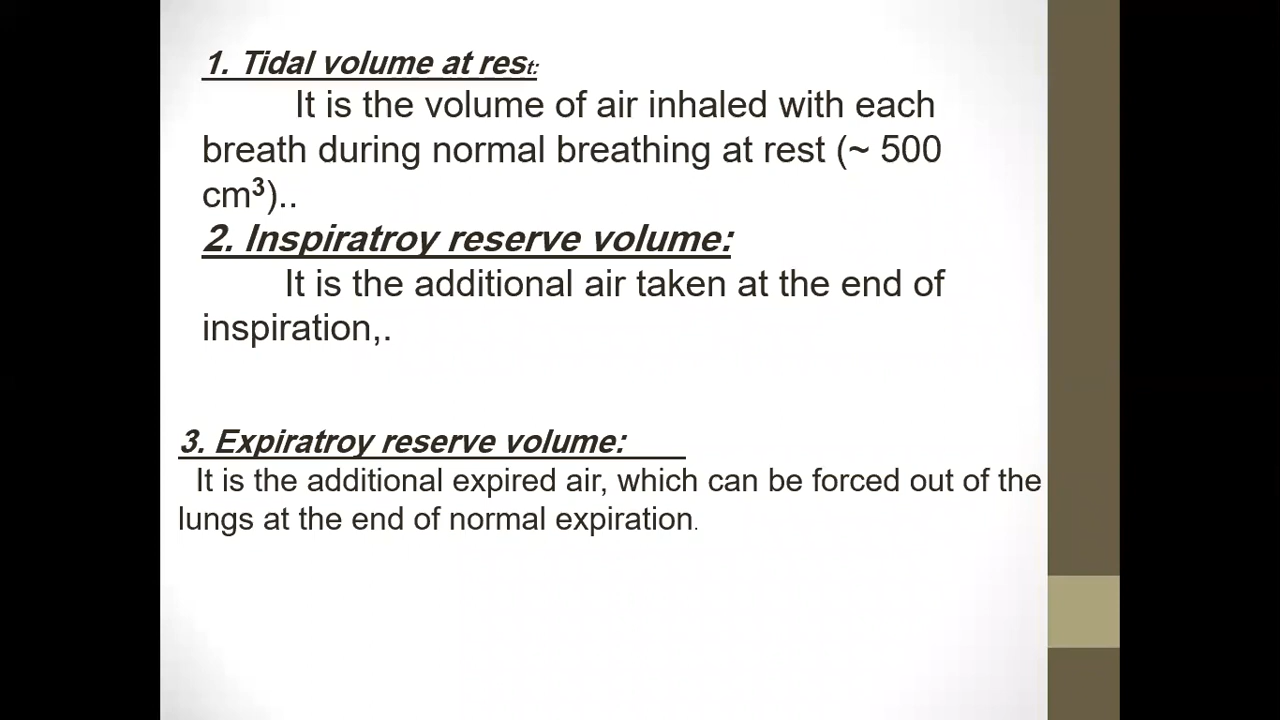 1. Tidal volume at rest:
It is the volume of air inhaled with each
breath during normal breathing at rest (~ 500
cm³)..
2. Inspiratroy reserve volume:
It is the additional air taken at the end of
inspiration,.
3. Expiratroy reserve volume:
It is the additional expired air, which can be forced out of the
lungs at the end of normal expiration.